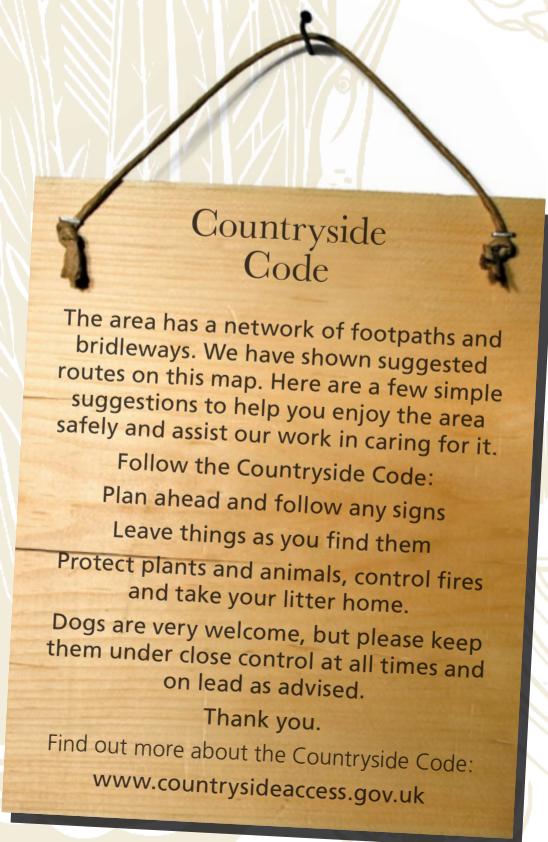 Countryside
Code
The area has a network of footpaths and
bridleways. We have shown suggested
routes on this map. Here are a few simple
suggestions to help you enjoy the area
safely and assist our work in caring for it.
Follow the Countryside Code:
Plan ahead and follow any signs
Leave things as you find them
Protect plants and animals, control fires
and take your litter home.
Dogs are very welcome, but please keep
them under close control at all times and
on lead as advised.
Thank you.
Find out more about the Countryside Code:
www.countrysideaccess.gov.uk